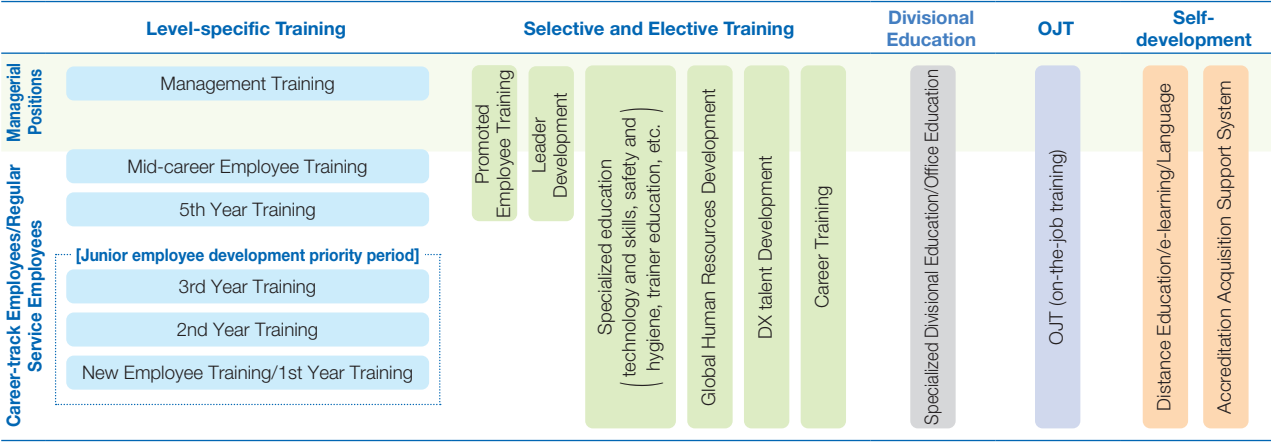 Level-specific Training
Selective and Elective Training
Divisional
Education
OJT
Self-
development
Managerial
Positions
Management Training
Career-track Employees/Regular
Service Employees
Mid-career Employee Training
5th Year Training
[Junior employee development priority period]
3rd Year Training
2nd Year Training
New Employee Training/1st Year Training
Promoted
Employee Training
Leader
Development
Specialized education
(technology and skills, safety and
hygiene, trainer education, etc.)
Global Human Resources Development
DX talent Development
Career Training
Specialized Divisional Education/Office Education
OJT (on-the-job training)
Distance Education/e-learning/Language
Accreditation Acquisition Support System